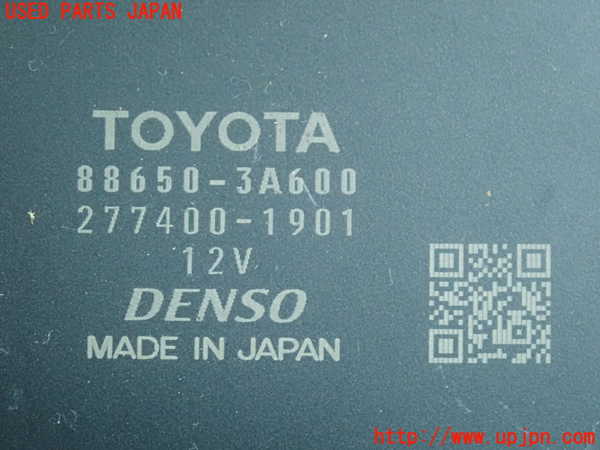 USED PARTS JAPAN
TOYOTA
88650-3A600
277400-1901
12V
DENSO
MADE IN JAPAN
http://www.upjpn.com/